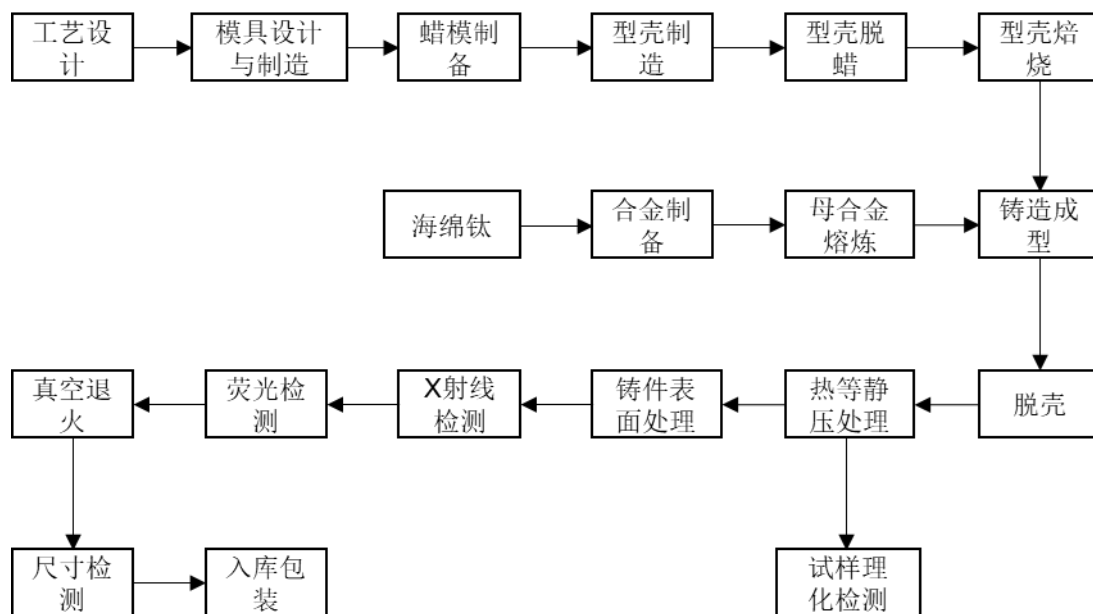 工艺设
计
模具设计
与制造
蜡模制
备
型壳制
造
型壳脱
蜡
型壳焙
烧
海绵钛
合金制
备
母合金
熔炼
铸造成
型
真空退
火
荧光检
测
X射线
检测
铸件表
面处理
热等静
压处理
脱壳
尺寸检
测
入库包
装
试样理
化检测